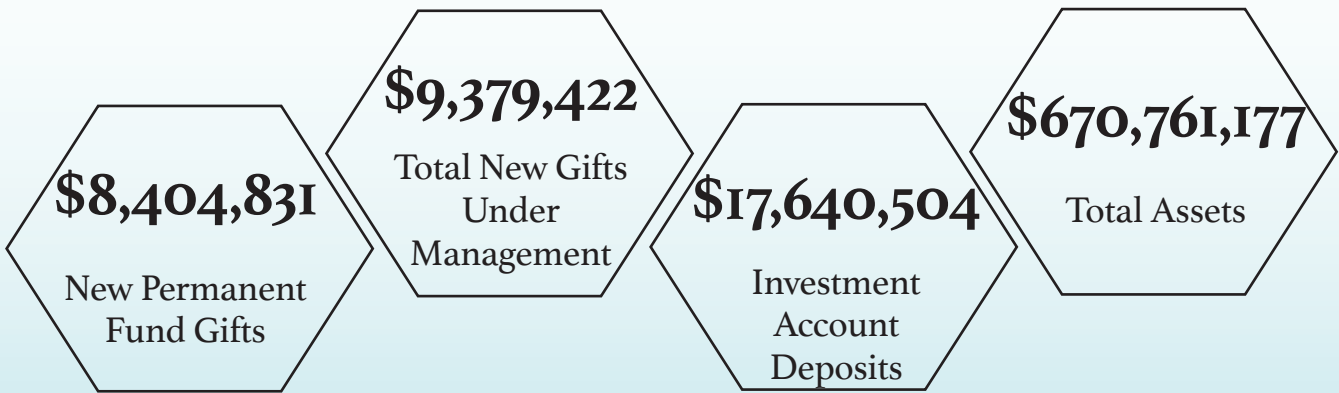 $8,404,831
New Permanent
Fund Gifts
$9,379,422
Total New Gifts
Under
Management
$17,640,504
Investment
Account
Deposits
$670,761,177
Total Assets